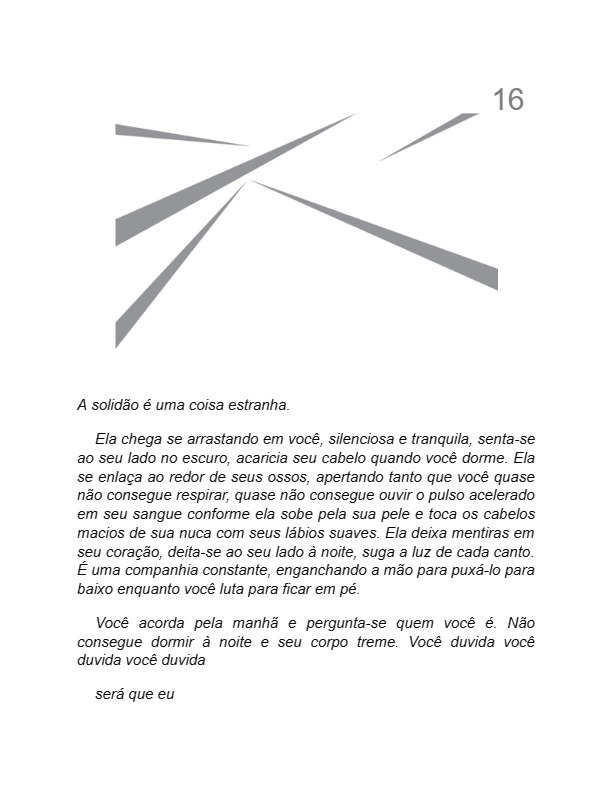 16
A solidão é uma coisa estranha.
Ela chega se arrastando em você, silenciosa e tranquila, senta-se
ao seu lado no escuro, acaricia seu cabelo quando você dorme. Ela
se enlaça ao redor de seus ossos, apertando tanto que você quase
não consegue respirar, quase não consegue ouvir o pulso acelerado
em seu sangue conforme ela sobe pela sua pele e toca os cabelos
macios de sua nuca com seus lábios suaves. Ela deixa mentiras em
seu coração, deita-se ao seu lado à noite, suga a luz de cada canto.
É uma companhia constante, enganchando a mão para puxá-lo para
baixo enquanto você luta para ficar em pé.
Você acorda pela manhã e pergunta-se quem você é. Não
consegue dormir à noite e seu corpo treme. Você duvida você
duvida você duvida
será que eu